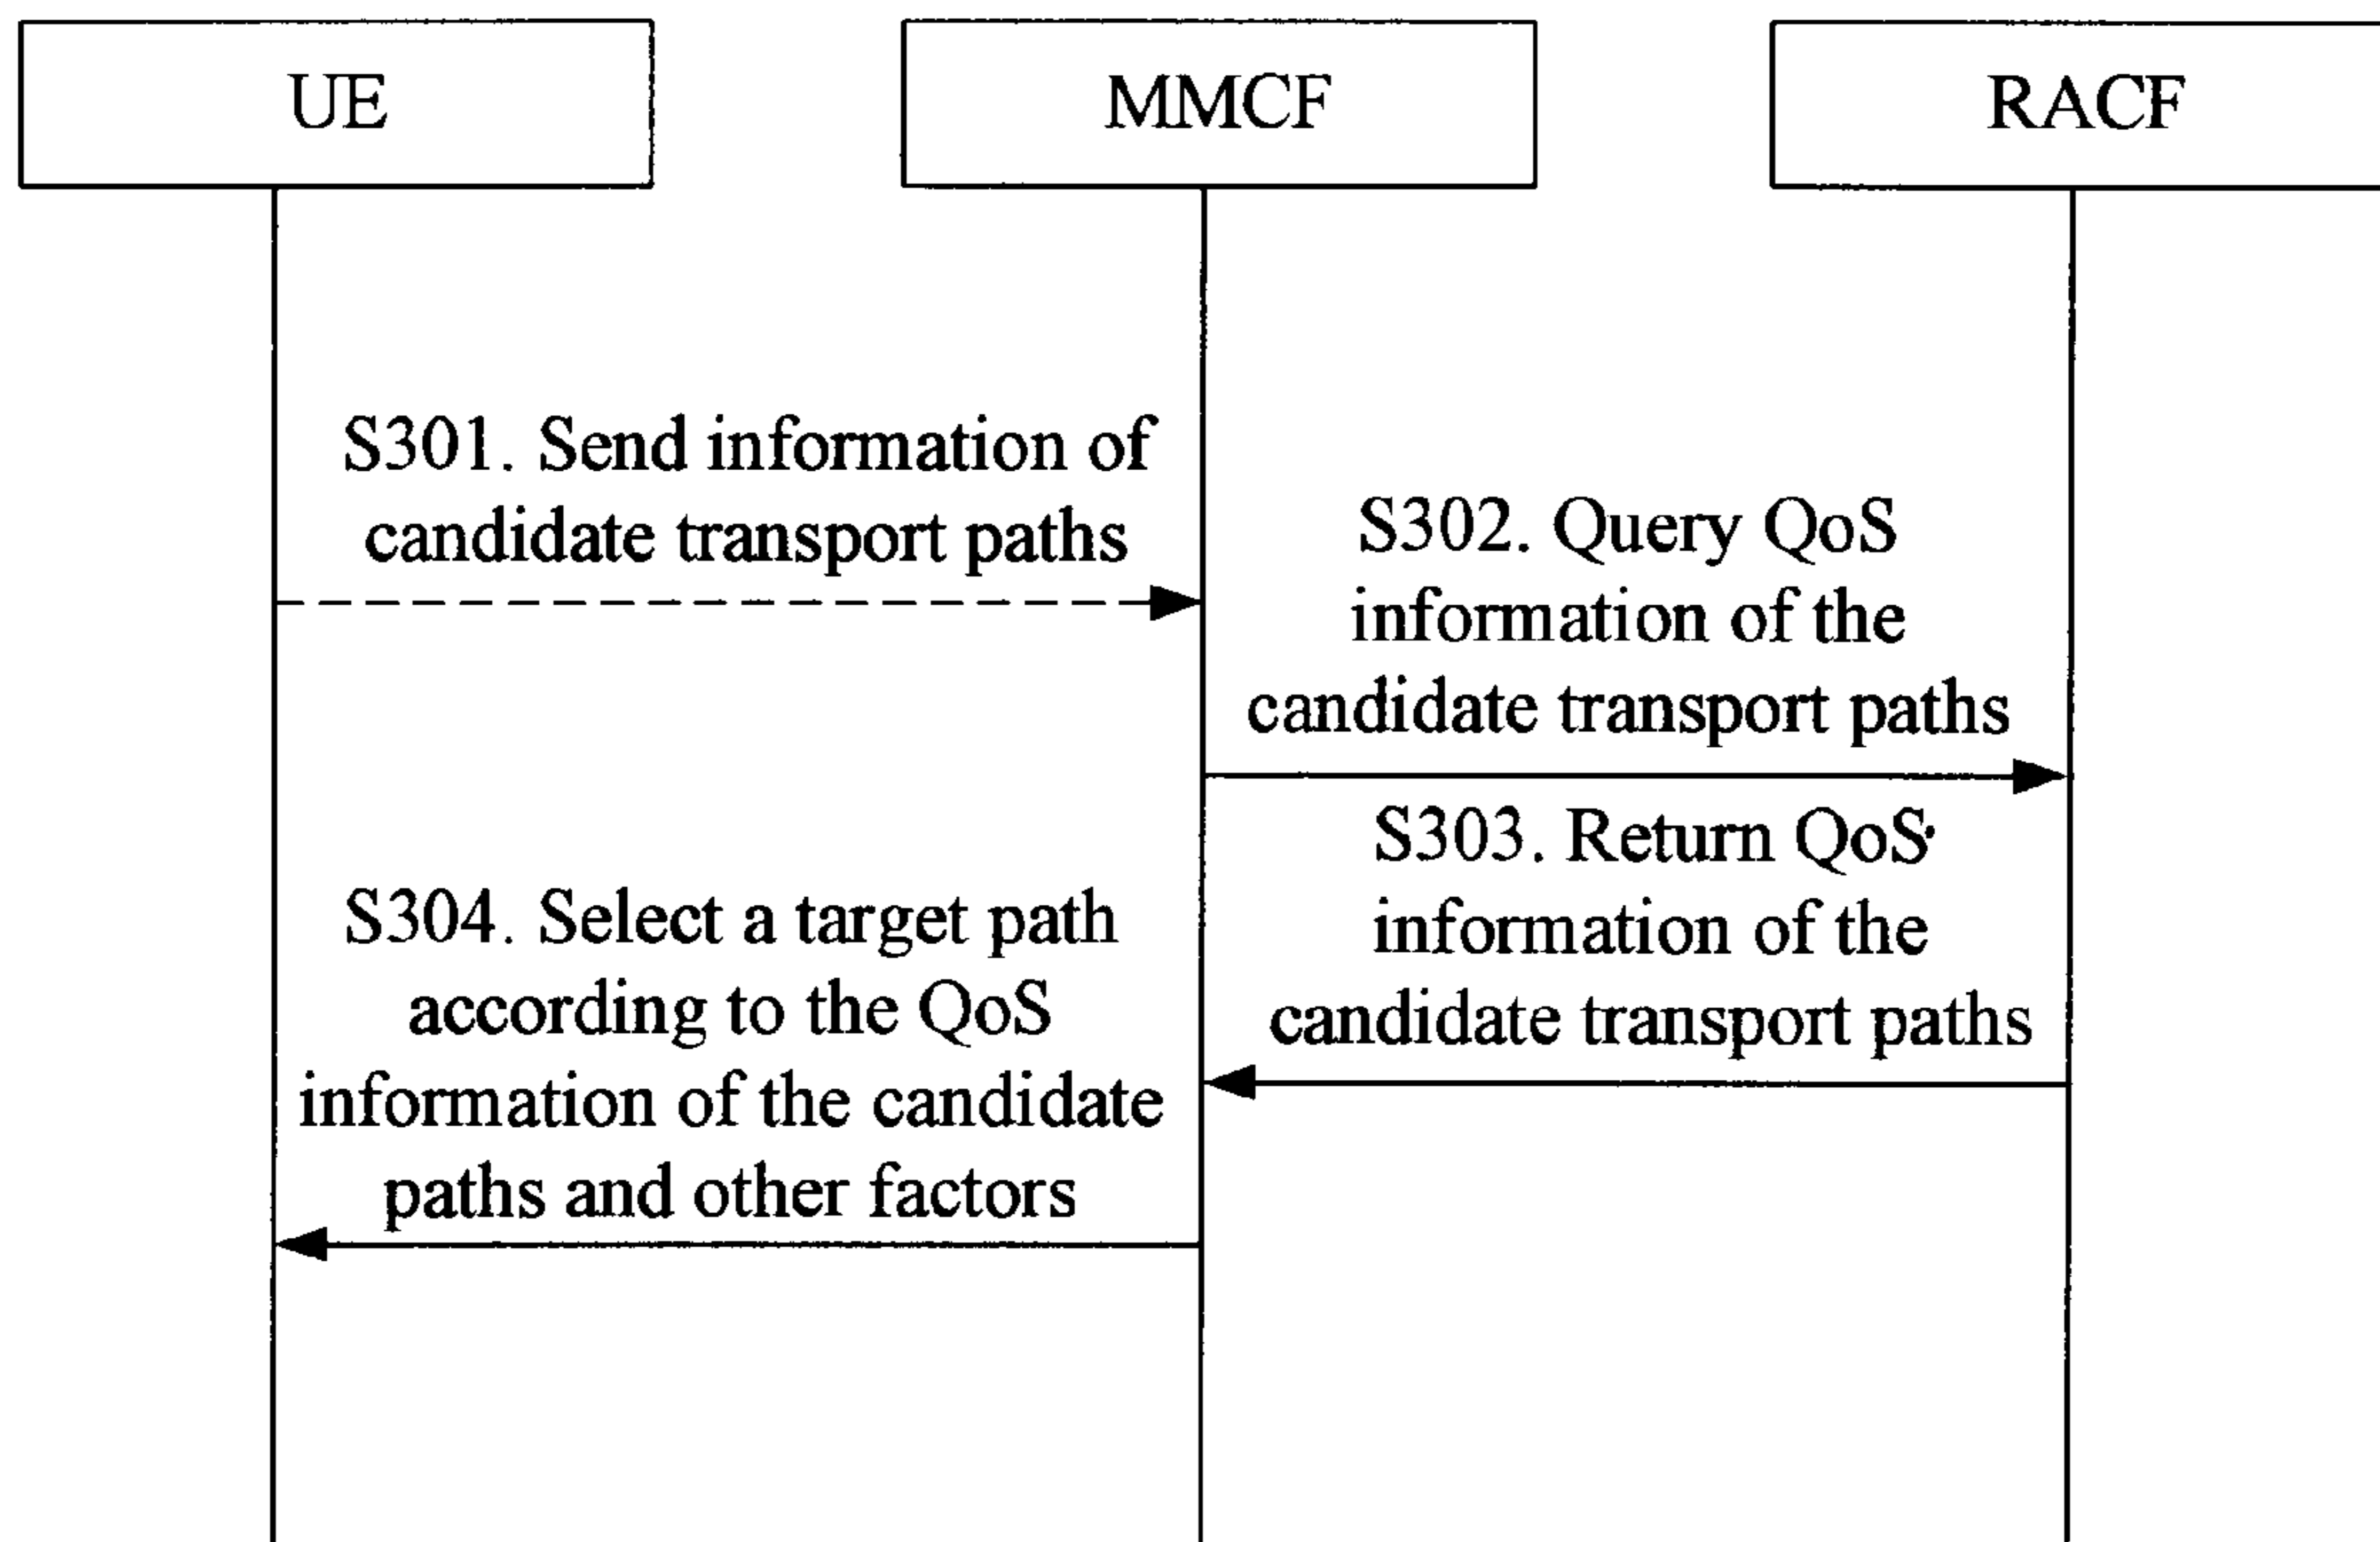 UE
MMCF
RACF
S301. Send information of
candidate transport paths
S302. Query QoS
information of the
candidate transport paths
S303. Return QoS
information of the
candidate transport paths
S304. Select a target path
according to the QoS
information of the candidate
paths and other factors